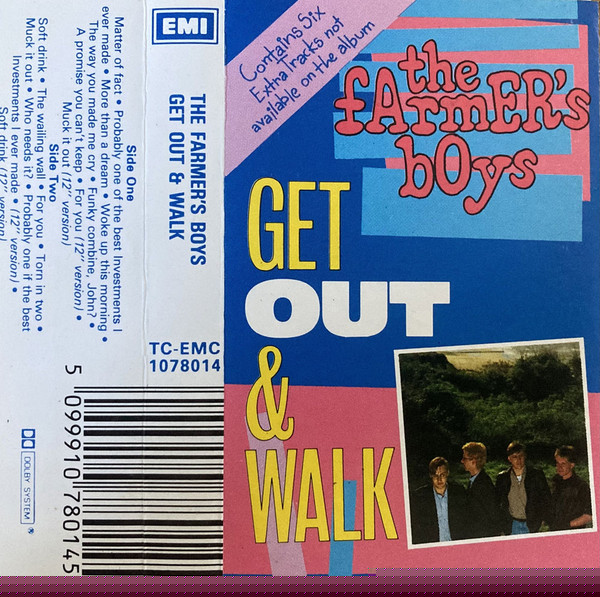 Contains Six
Extra Tracks not
available on the album
the
fArmER's
bOys
GET
OUT
&
WALK
EMI
THE FARMER'S BOYS
GET OUT & WALK
TC-EMC
1078014
5 099910 780145
Side One
Matter of fact • Probably one of the best Investments I
ever made • More than a dream • Woke up this morning •
The way you made me cry • Funky combine, John? •
A promise you can't keep • For you (12" version) •
Muck it out (12" version)
Side Two
Soft drink • The wailing wall • For you • Torn in two •
Muck it out • Who needs it? • Probably one if the best
Investments I ever made • (12" version) •
Soft drink (12" version)
DOLBY SYSTEM